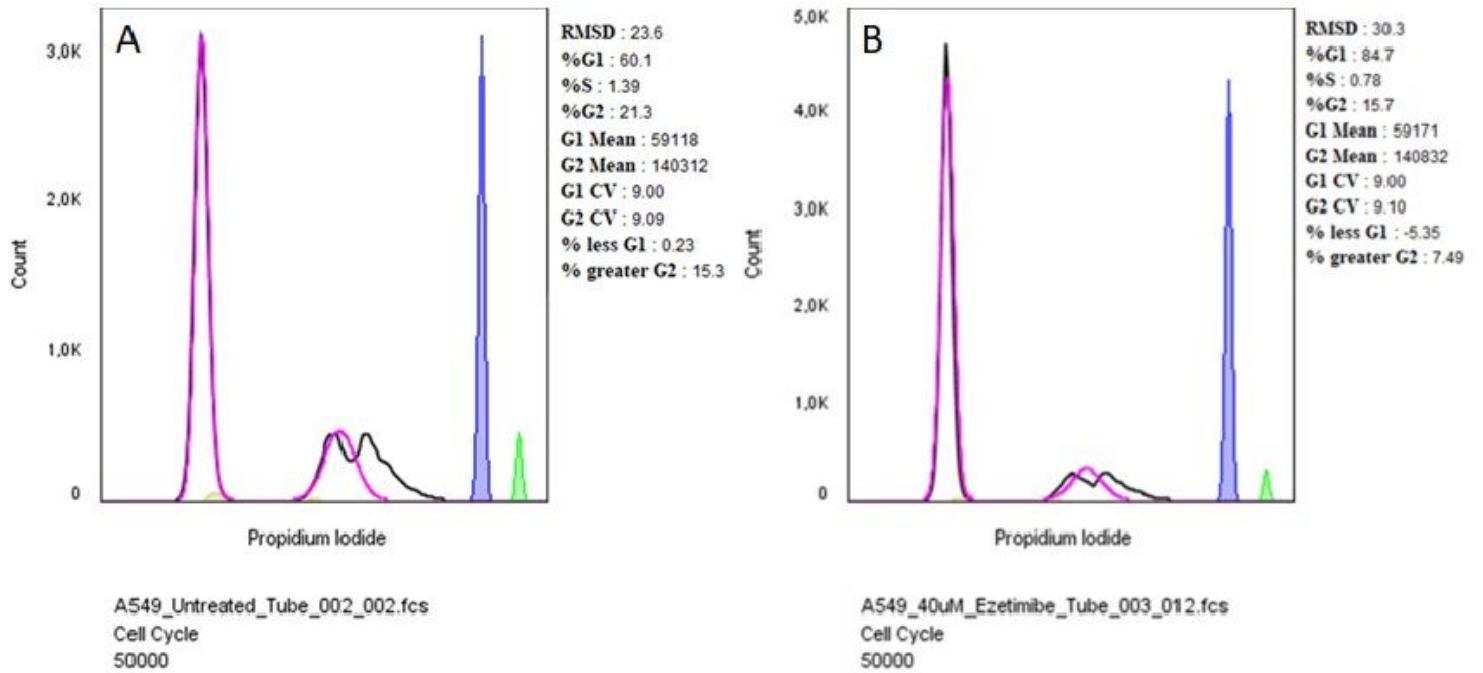 A
3,0K
2,0K
1,0K
0
Count
Propidium Iodide
RMSD : 23.6
%G1 : 60.1
%S : 1.39
%G2 : 21.3
G1 Mean : 59118
G2 Mean : 140312
G1 CV : 9.00
G2 CV : 9.09
% less G1 : 0.23
% greater G2 : 15.3
A549_Untreated_Tube_002_002.fcs
Cell Cycle
50000
B
5,0K
4,0K
3,0K
2,0K
1,0K
0
Count
Propidium Iodide
RMSD : 30.3
%G1 : 84.7
%S : 0.78
%G2 : 15.7
G1 Mean : 59171
G2 Mean : 140832
G1 CV : 9.00
G2 CV : 9.10
% less G1 : -5.35
% greater G2 : 7.49
A549_40uM_Ezetimibe_Tube_003_012.fcs
Cell Cycle
50000